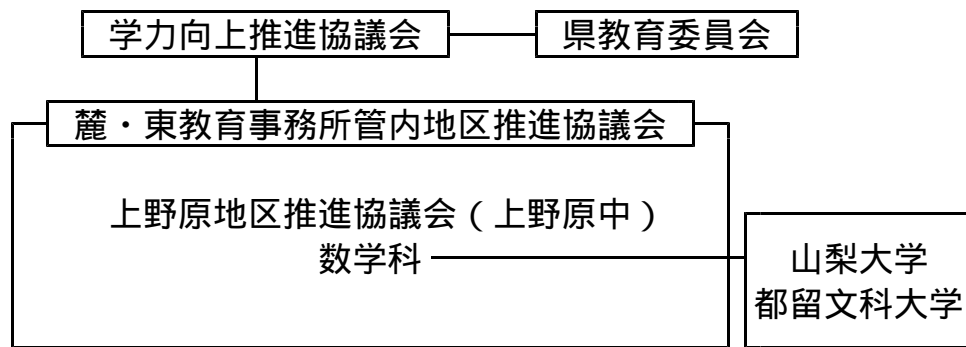 学力向上推進協議会
県教育委員会
麓・東教育事務所管内地区推進協議会
上野原地区推進協議会(上野原中)
数学科
山梨大学
都留文科大学